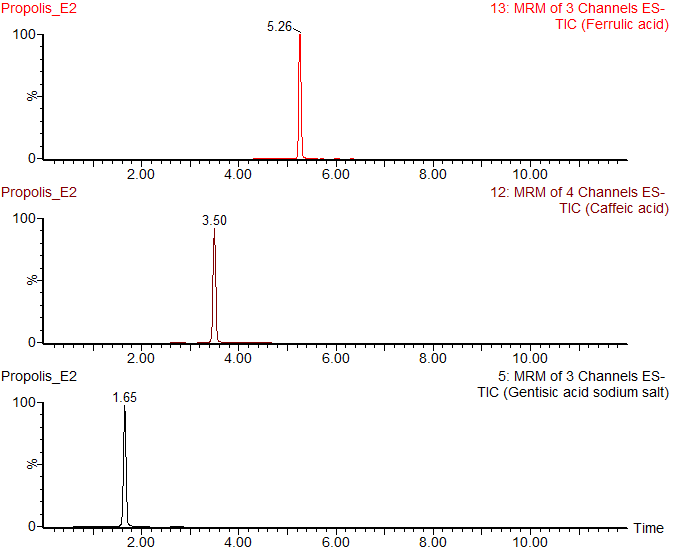 Propolis_E2
13: MRM of 3 Channels ES-
TIC (Ferrulic acid)
5.26
100
%
0
2.00 4.00 6.00 8.00 10.00
Propolis_E2
12: MRM of 4 Channels ES-
TIC (Caffeic acid)
3.50
100
%
0
2.00 4.00 6.00 8.00 10.00
Propolis_E2
5: MRM of 3 Channels ES-
TIC (Gentisic acid sodium salt)
1.65
100
%
0
Time
2.00 4.00 6.00 8.00 10.00